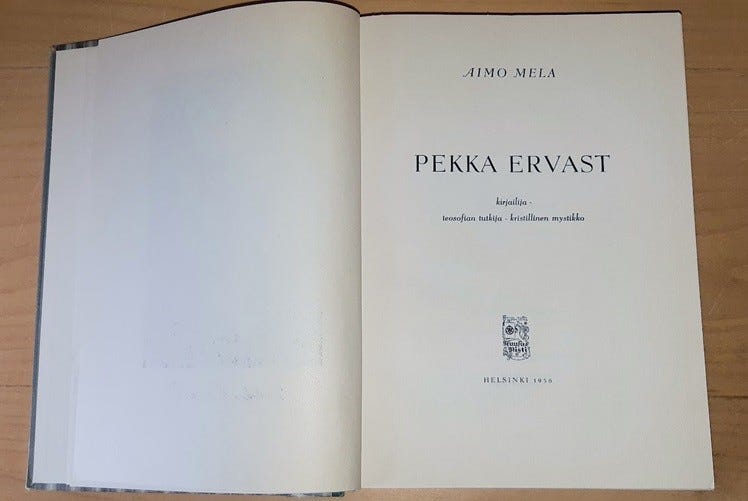 AIMO MELA
PEKKA ERVAST
kirjailija -
teosofian tutkija - kristillinen mystikko
HELSINKI 1956